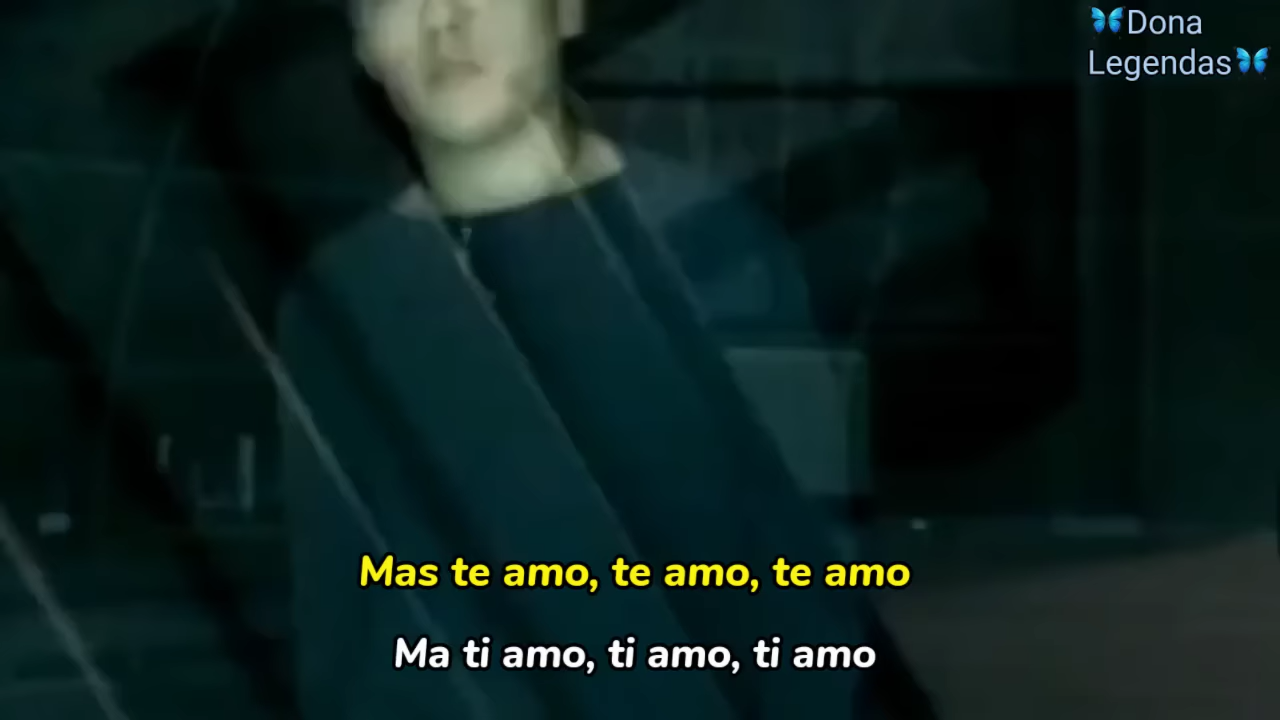 🦋Dona
Legendas🦋
Mas te amo, te amo, te amo
Ma ti amo, ti amo, ti amo